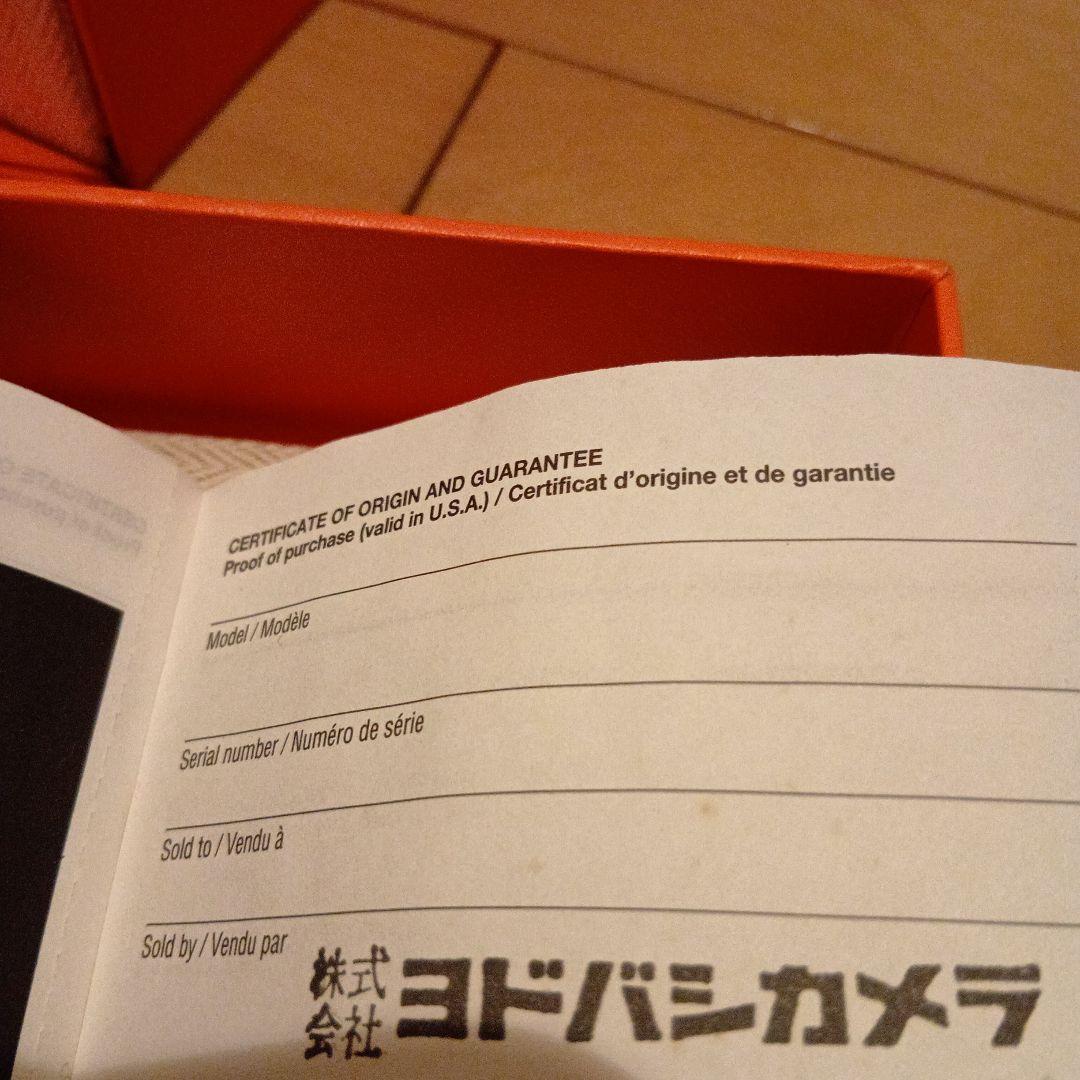 CERTIFICATE OF ORIGIN AND GUARANTEE
Proof of purchase (valid in U.S.A.) / Certificat d'origine et de garantie
Model / Modèle
Serial number / Numéro de série
Sold to / Vendu à
Sold by / Vendu par
株式会社 ヨドバシカメラ